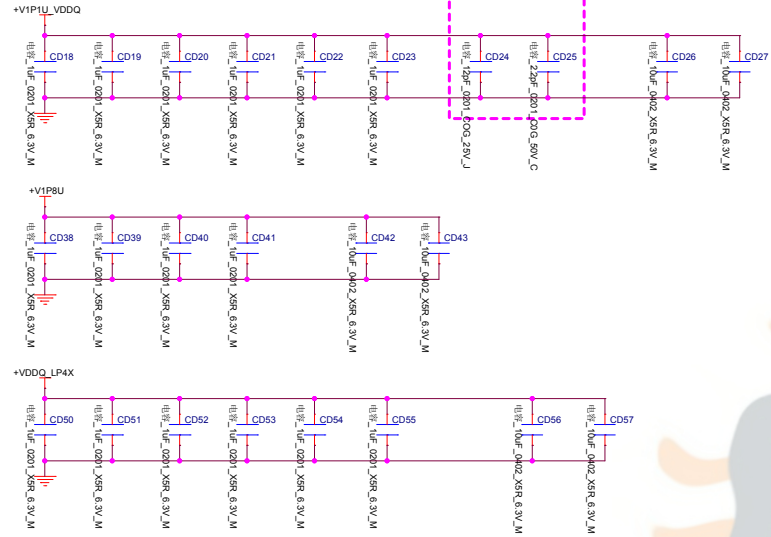 +V1P1U_VDDQ
CD18
CD19
CD20
CD21
CD22
CD23
CD24
CD25
CD26
CD27
电容_1uF_0201_X5R_6.3V_M
电容_1uF_0201_X5R_6.3V_M
电容_1uF_0201_X5R_6.3V_M
电容_1uF_0201_X5R_6.3V_M
电容_1uF_0201_X5R_6.3V_M
电容_1uF_0201_X5R_6.3V_M
电容_12pF_0201_COG_25V_J
电容_2.2pF_0201_C0G_50V_C
电容_10uF_0402_X5R_6.3V_M
电容_10uF_0402_X5R_6.3V_M
+V1P8U
CD38
CD39
CD40
CD41
CD42
CD43
电容_1uF_0201_X5R_6.3V_M
电容_1uF_0201_X5R_6.3V_M
电容_1uF_0201_X5R_6.3V_M
电容_1uF_0201_X5R_6.3V_M
电容_10uF_0402_X5R_6.3V_M
电容_10uF_0402_X5R_6.3V_M
+VDDQ_LP4X
CD50
CD51
CD52
CD53
CD54
CD55
CD56
CD57
电容_1uF_0201_X5R_6.3V_M
电容_1uF_0201_X5R_6.3V_M
电容_1uF_0201_X5R_6.3V_M
电容_1uF_0201_X5R_6.3V_M
电容_1uF_0201_X5R_6.3V_M
电容_1uF_0201_X5R_6.3V_M
电容_10uF_0402_X5R_6.3V_M
电容_10uF_0402_X5R_6.3V_M